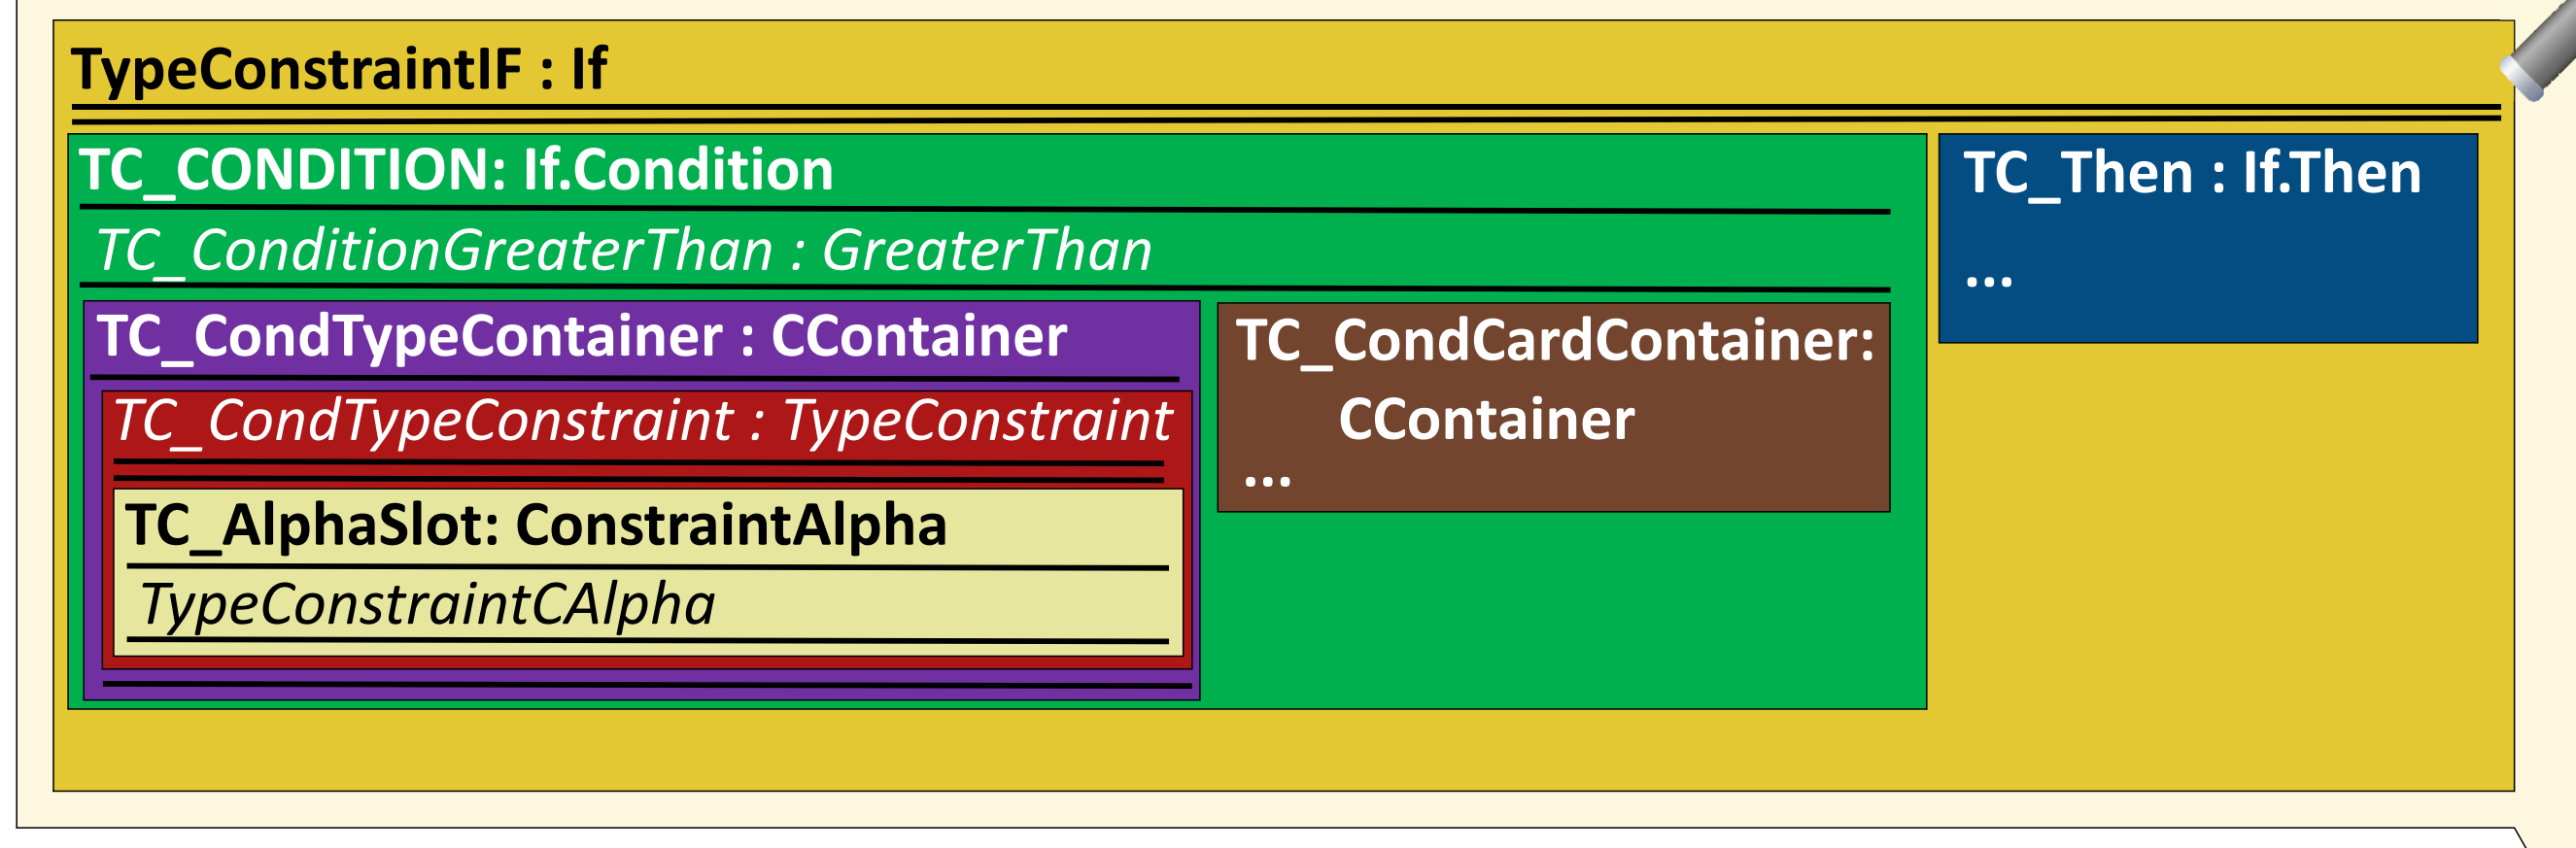 TypeConstraintIF : If
TC_CONDITION: If.Condition
TC_ConditionGreaterThan : GreaterThan
TC_CondTypeContainer : CContainer
TC_CondTypeConstraint : TypeConstraint
TC_AlphaSlot: ConstraintAlpha
TypeConstraintCAlpha
TC_CondCardContainer:
CContainer
...
TC_Then : If.Then
...